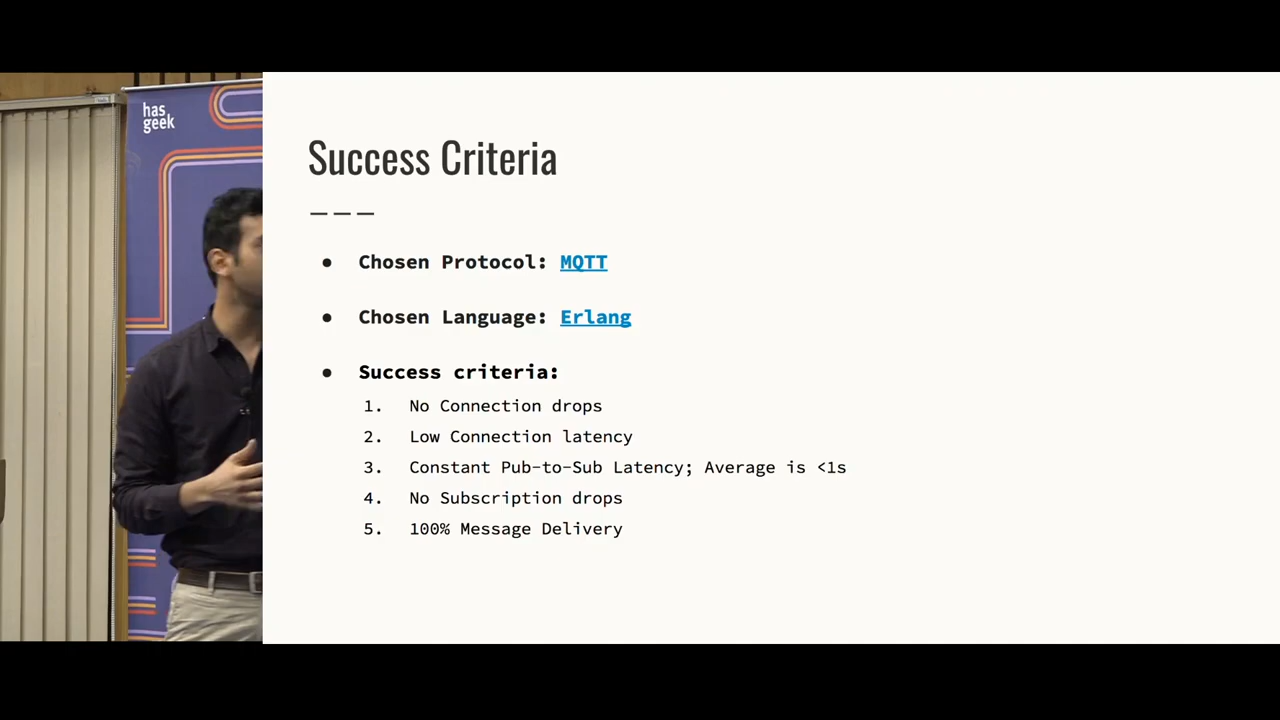 has
geek
Success Criteria
● Chosen Protocol: MQTT
● Chosen Language: Erlang
● Success criteria:
1. No Connection drops
2. Low Connection latency
3. Constant Pub-to-Sub Latency; Average is <1s
4. No Subscription drops
5. 100% Message Delivery